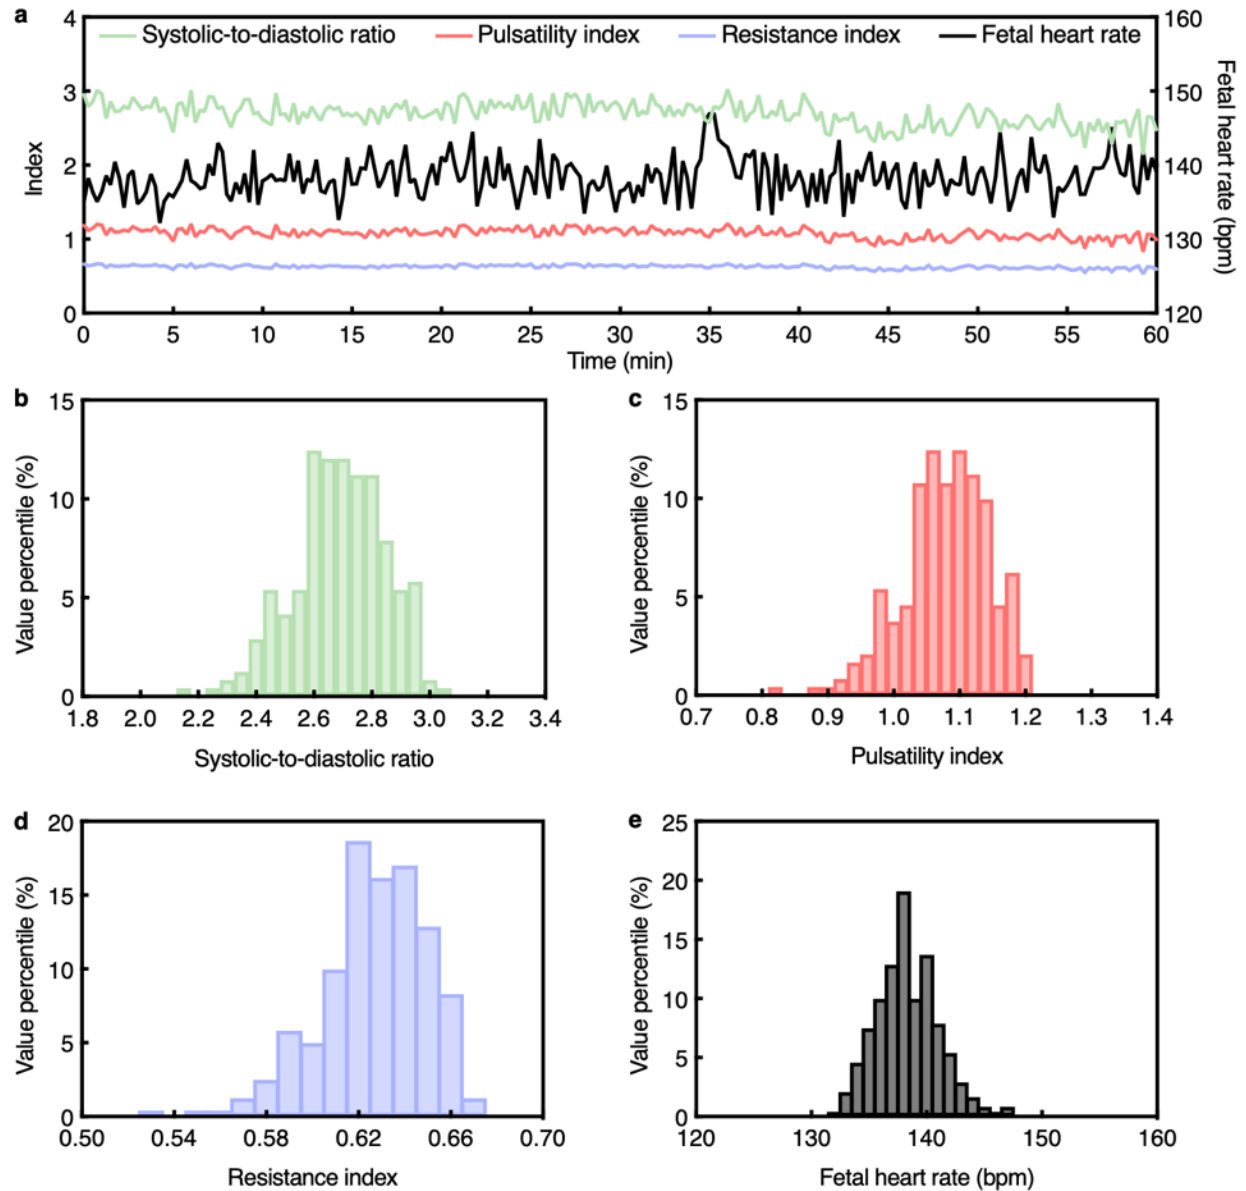 a
Systolic-to-diastolic ratio Pulsatility index Resistance index Fetal heart rate
4
3
2
1
0
Index
160
150
140
130
120
Fetal heart rate (bpm)
0 5 10 15 20 25 30 35 40 45 50 55 60
Time (min)
b
15
10
5
0
Value percentile (%)
1.8 2.0 2.2 2.4 2.6 2.8 3.0 3.2 3.4
Systolic-to-diastolic ratio
c
15
10
5
0
Value percentile (%)
0.7 0.8 0.9 1.0 1.1 1.2 1.3 1.4
Pulsatility index
d
20
15
10
5
0
Value percentile (%)
0.50 0.54 0.58 0.62 0.66 0.70
Resistance index
e
25
20
15
10
5
0
Value percentile (%)
120 130 140 150 160
Fetal heart rate (bpm)